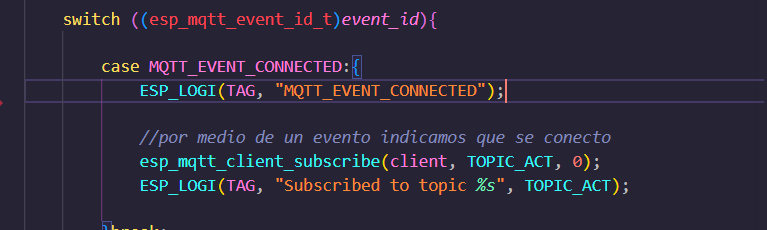 switch ((esp_mqtt_event_id_t)event_id){
case MQTT_EVENT_CONNECTED:{
ESP_LOGI(TAG, "MQTT_EVENT_CONNECTED");
//por medio de un evento indicamos que se conecto
esp_mqtt_client_subscribe(client, TOPIC_ACT, 0);
ESP_LOGI(TAG, "Subscribed to topic %s", TOPIC_ACT);
}break;